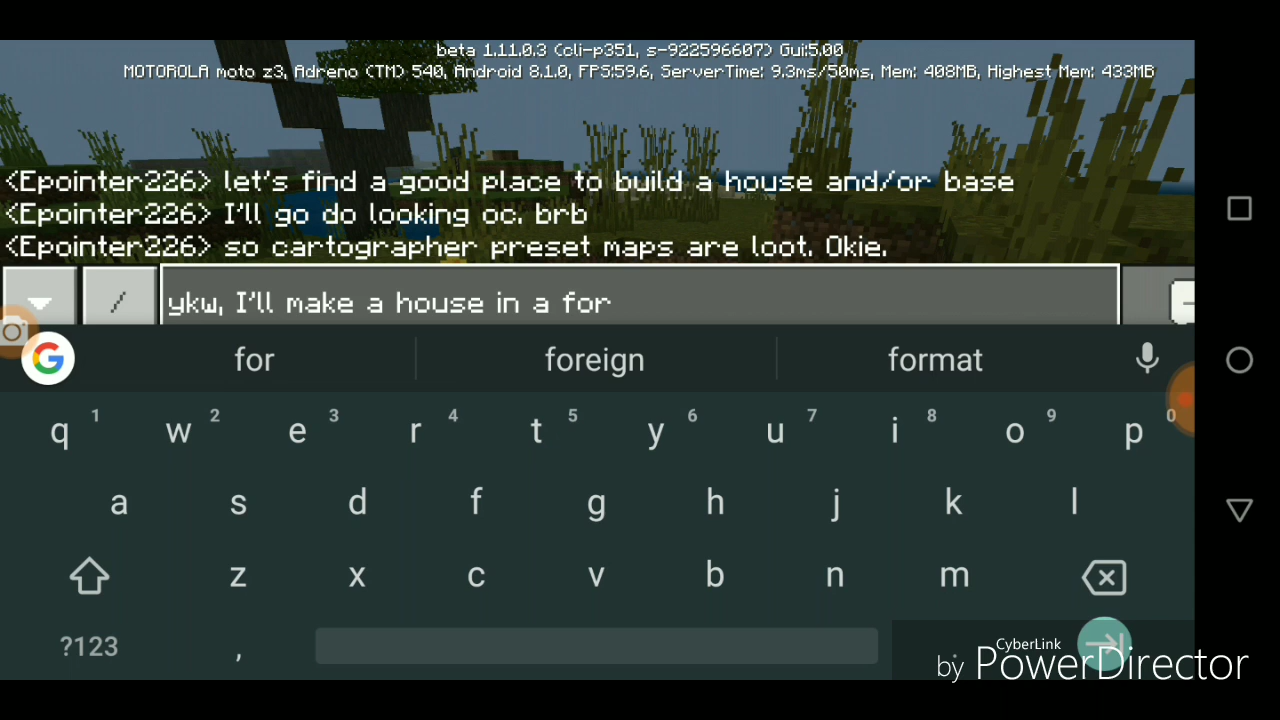 beta 1.11.0.3 (cli-p351, s-922596607) Gui:5.00
MOTOROLA moto z3, Adreno (TM) 540, Android 8.1.0, FPS:59.6, ServerTime: 9.3ms/50ms, Mem: 408MB, Highest Mem: 433MB
<Epointer226> let's find a good place to build a house and/or base
<Epointer226> I'll go do looking oc. brb
<Epointer226> so cartographer preset maps are loot. Okie.
/ ykw, I'll make a house in a for
G for foreign format
1 2 3 4 5 6 7 8 9 0
q w e r t y u i o p
a s d f g h j k l
z x c v b n m
?123 , .
CyberLink
by PowerDirector